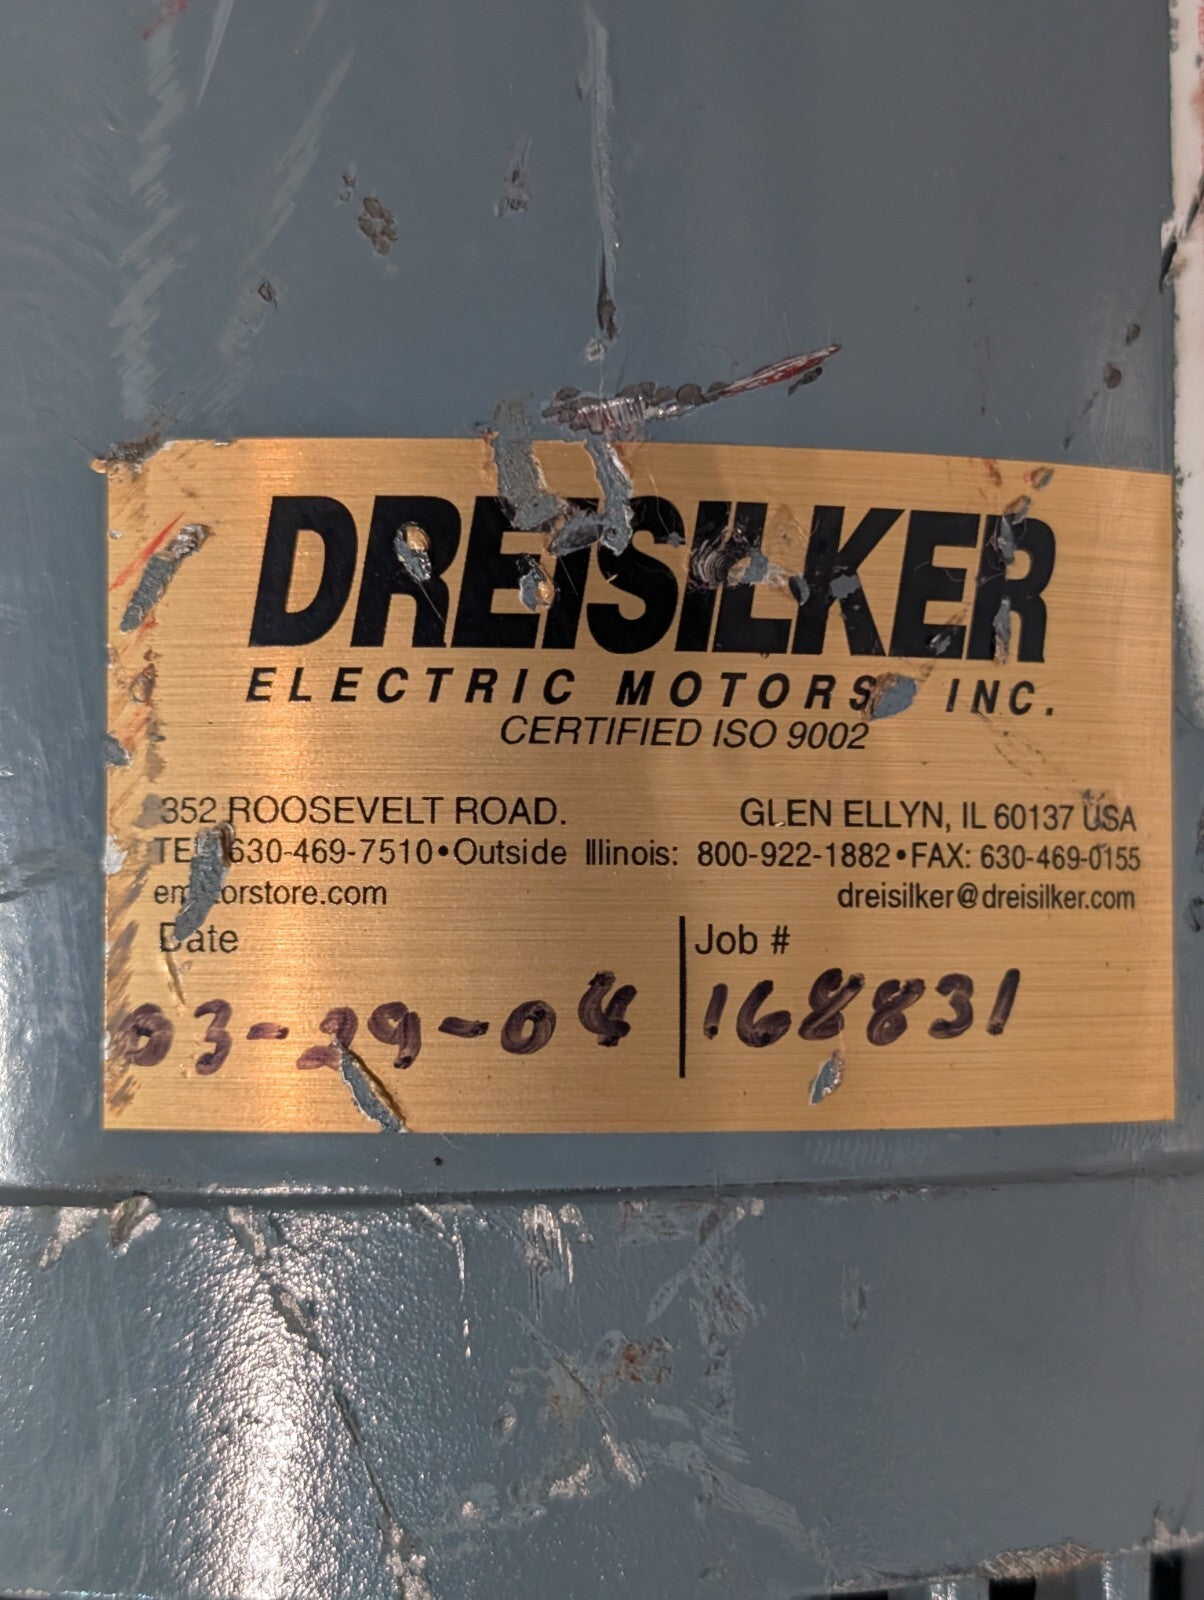 DREISILKER
ELECTRIC MOTORS INC.
CERTIFIED ISO 9002
352 ROOSEVELT ROAD. GLEN ELLYN, IL 60137 USA
630-469-7510•Outside Illinois: 800-922-1882•FAX: 630-469-0155
dreisilker@dreisilker.com
Date Job #
03-29-04 168831